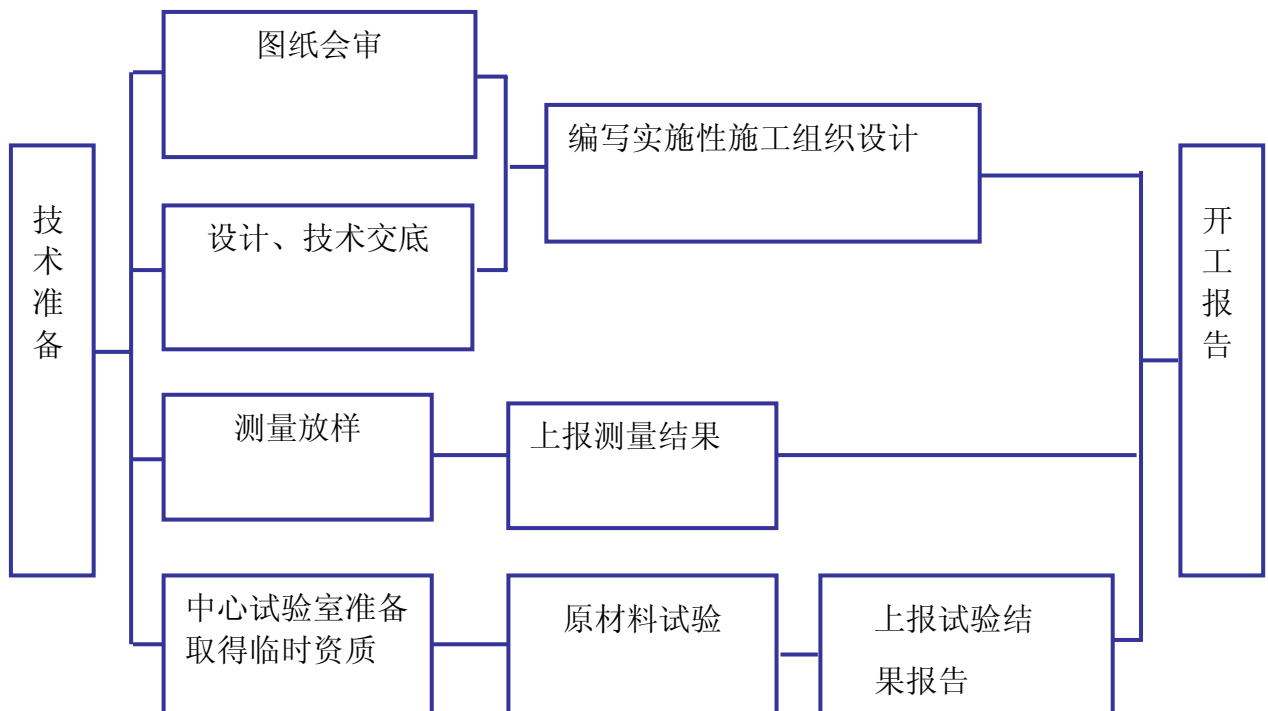 技术准备
图纸会审
设计、技术交底
编写实施性施工组织设计
测量放样
上报测量结果
中心试验室准备
取得临时资质
原材料试验
上报试验结
果报告
开工报告